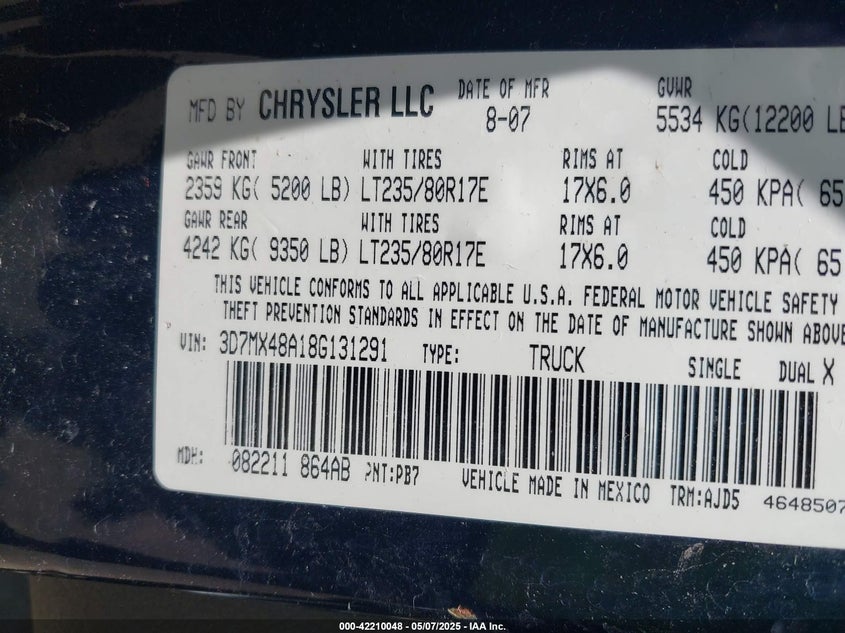 MFD BY CHRYSLER LLC DATE OF MFR GVWR
8-07 5534 KG(12200 LB
GAWR FRONT WITH TIRES RIMS AT COLD
2359 KG( 5200 LB) LT235/80R17E 17X6.0 450 KPA( 65
GAWR REAR WITH TIRES RIMS AT COLD
4242 KG( 9350 LB) LT235/80R17E 17X6.0 450 KPA( 65
THIS VEHICLE CONFORMS TO ALL APPLICABLE U.S.A. FEDERAL MOTOR VEHICLE SAFETY
THEFT PREVENTION STANDARDS IN EFFECT ON THE DATE OF MANUFACTURE SHOWN ABOVE
VIN: 3D7MX48A18G131291 TYPE: TRUCK SINGLE DUAL X
MDH: 082211 864AB PNT:PB7 VEHICLE MADE IN MEXICO TRM:AJD5 4648507
000-42210048 - 05/07/2025 - IAA Inc.